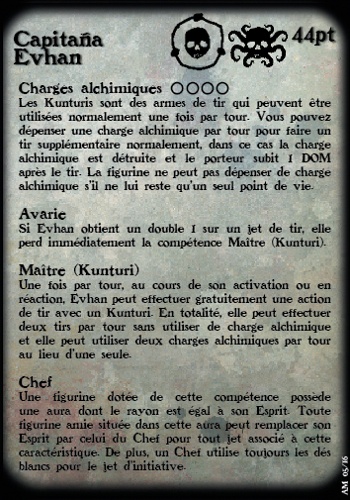 Capitaña
Evhan
44pt
Charges alchimiques
Les Kunturis sont des armes de tir qui peuvent être
utilisées normalement une fois par tour. Vous pouvez
dépenser une charge alchimique par tour pour faire un
tir supplémentaire normalement, dans ce cas la charge
alchimique est détruite et le porteur subit 1 DOM
après le tir. La figurine ne peut pas dépenser de charge
alchimique s'il ne lui reste qu'un seul point de vie.
Avarie
Si Evhan obtient un double 1 sur un jet de tir, elle
perd immédiatement la compétence Maître (Kunturi).
Maître (Kunturi)
Une fois par tour, au cours de son activation ou en
réaction, Evhan peut effectuer gratuitement une action
de tir avec un Kunturi. En totalité, elle peut effectuer
deux tirs par tour sans utiliser de charge alchimique
et elle peut utiliser deux charges alchimiques par tour
au lieu d'une seule.
Chef
Une figurine dotée de cette compétence possède
une aura dont le rayon est égal à son Esprit. Toute
figurine amie située dans cette aura peut remplacer son
Esprit par celui du Chef pour tout jet associé à cette
caractéristique. De plus, un Chef utilise toujours les dés
blancs pour le jet d'initiative.
AM 05/16